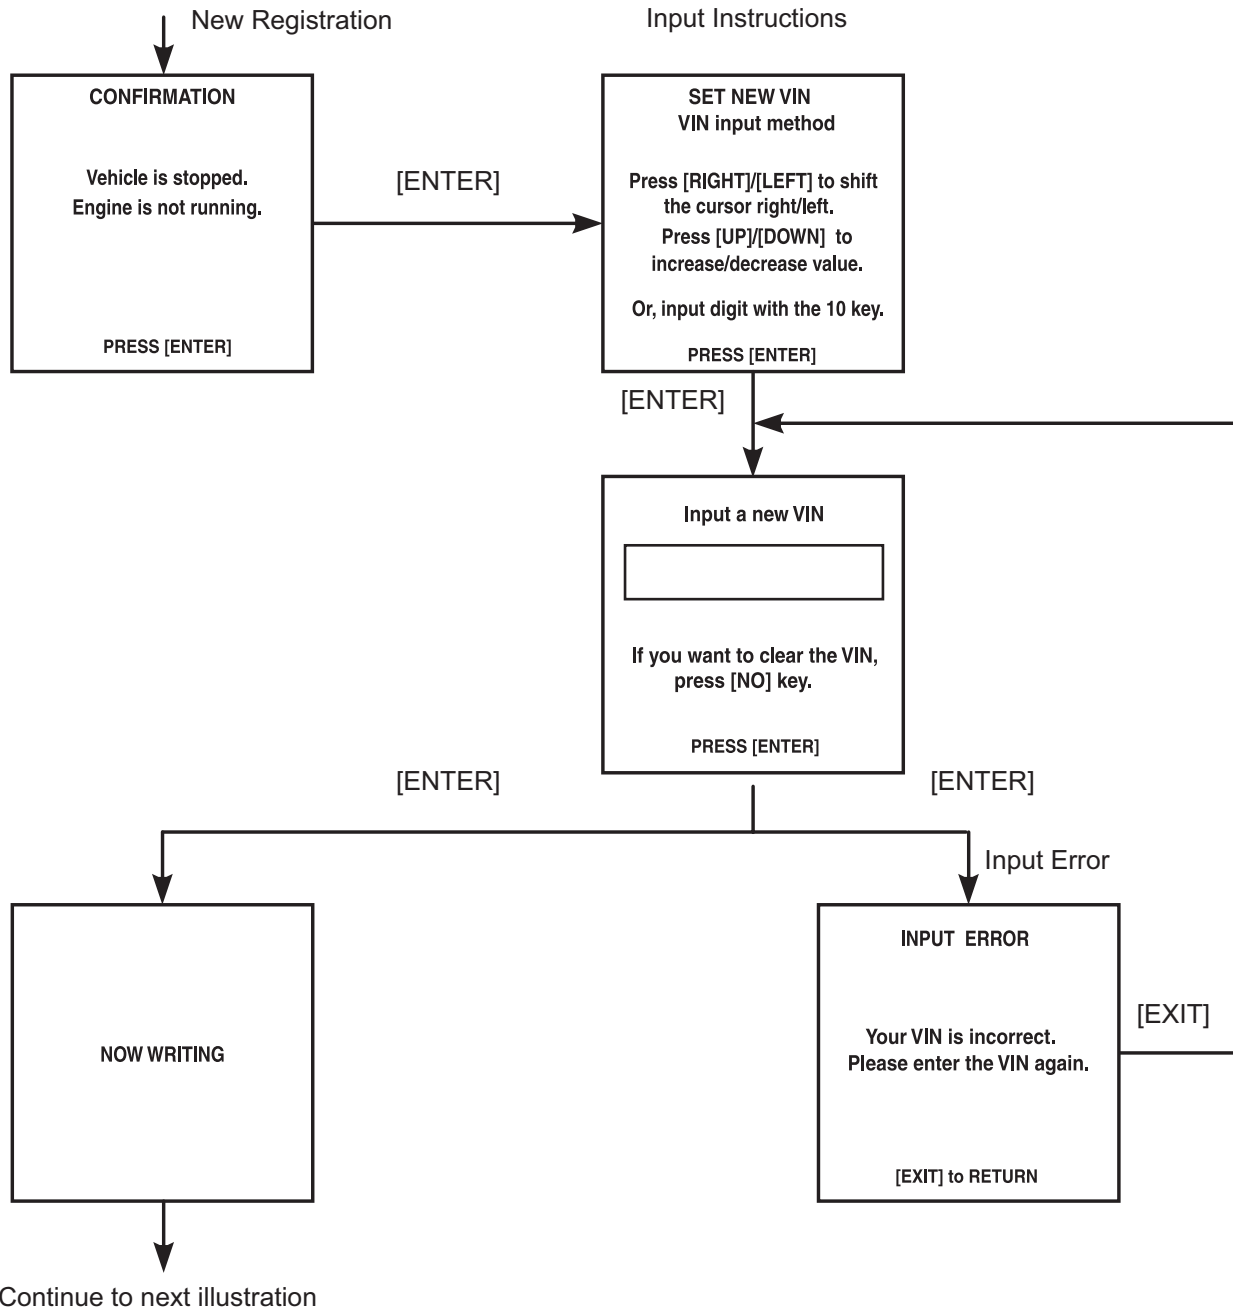 New Registration
CONFIRMATION
Vehicle is stopped.
Engine is not running.
PRESS [ENTER]
[ENTER]
Input Instructions
SET NEW VIN
VIN input method
Press [RIGHT]/[LEFT] to shift
the cursor right/left.
Press [UP]/[DOWN] to
increase/decrease value.
Or, input digit with the 10 key.
PRESS [ENTER]
[ENTER]
Input a new VIN
If you want to clear the VIN,
press [NO] key.
PRESS [ENTER]
[ENTER]
[ENTER]
Input Error
NOW WRITING
INPUT ERROR
Your VIN is incorrect.
Please enter the VIN again.
[EXIT] to RETURN
[EXIT]
Continue to next illustration